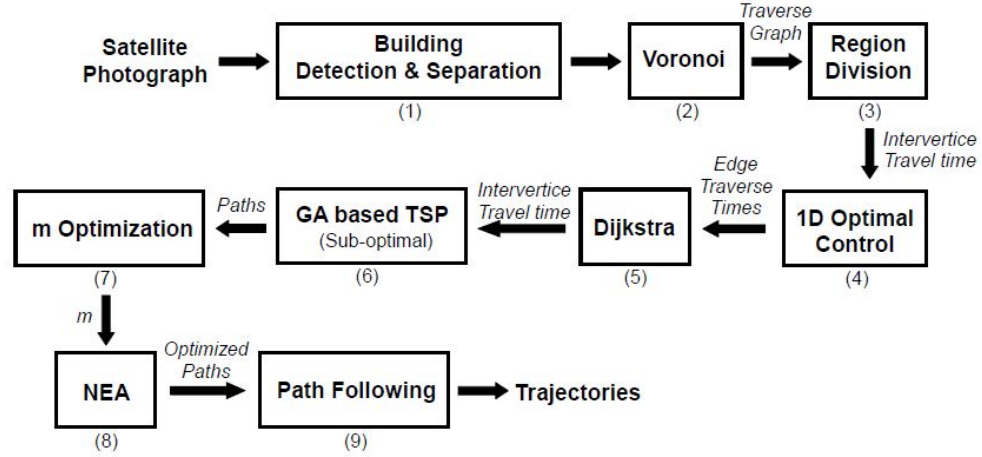 Satellite
Photograph
Building
Detection & Separation
(1)
Voronoi
(2)
Traverse
Graph
Region
Division
(3)
Intervertice
Travel time
1D Optimal
Control
(4)
Edge
Traverse
Times
Dijkstra
(5)
Intervertice
Travel time
GA based TSP
(Sub-optimal)
(6)
Paths
m Optimization
(7)
m
NEA
(8)
Optimized
Paths
Path Following
(9)
Trajectories